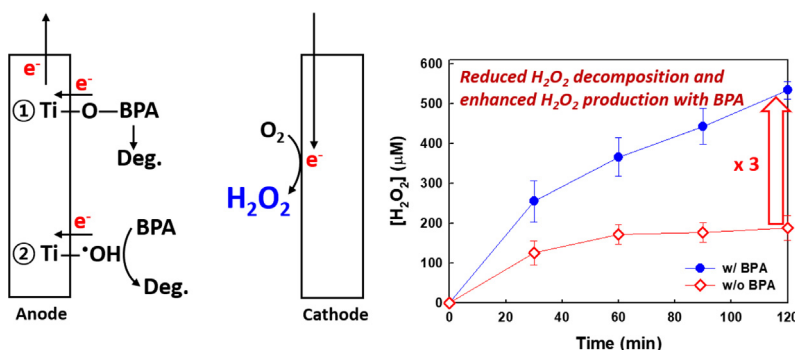 e⁻
e⁻
① Ti—O—BPA
Deg.
e⁻
BPA
② Ti—•OH
Deg.
Anode
O₂
e⁻
H₂O₂
Cathode
Reduced H₂O₂ decomposition and
enhanced H₂O₂ production with BPA
x 3
[H₂O₂] (μM)
600
500
400
300
200
100
0
w/ BPA
w/o BPA
0 20 40 60 80 100 120
Time (min)